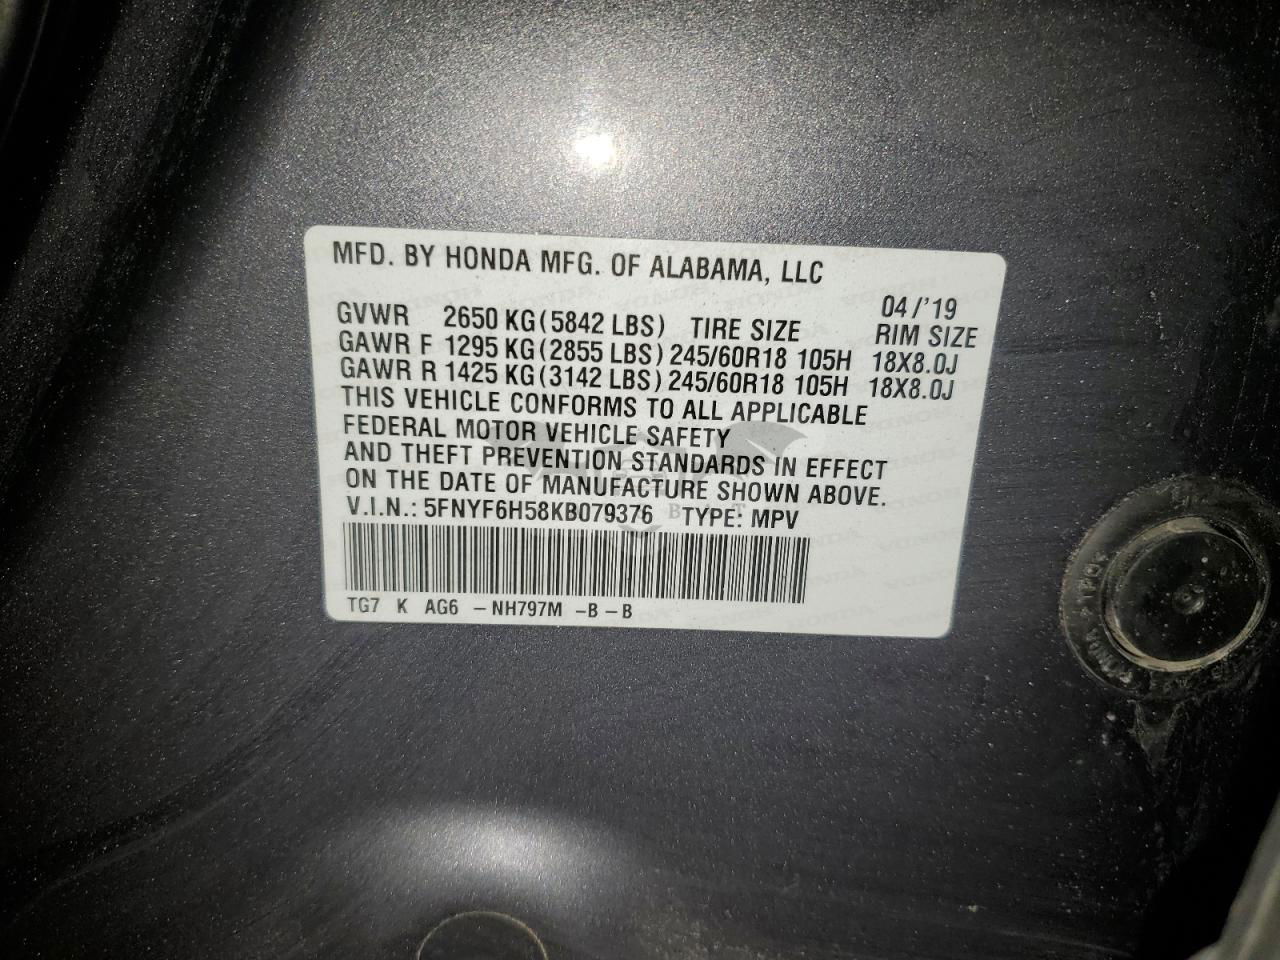 MFD. BY HONDA MFG. OF ALABAMA, LLC
04/'19
GVWR 2650 KG(5842 LBS) TIRE SIZE RIM SIZE
GAWR F 1295 KG(2855 LBS) 245/60R18 105H 18X8.0J
GAWR R 1425 KG(3142 LBS) 245/60R18 105H 18X8.0J
THIS VEHICLE CONFORMS TO ALL APPLICABLE
FEDERAL MOTOR VEHICLE SAFETY
AND THEFT PREVENTION STANDARDS IN EFFECT
ON THE DATE OF MANUFACTURE SHOWN ABOVE.
V.I.N.: 5FNYF6H58KB079376 TYPE: MPV
TG7 K AG6 -NH797M -B-B